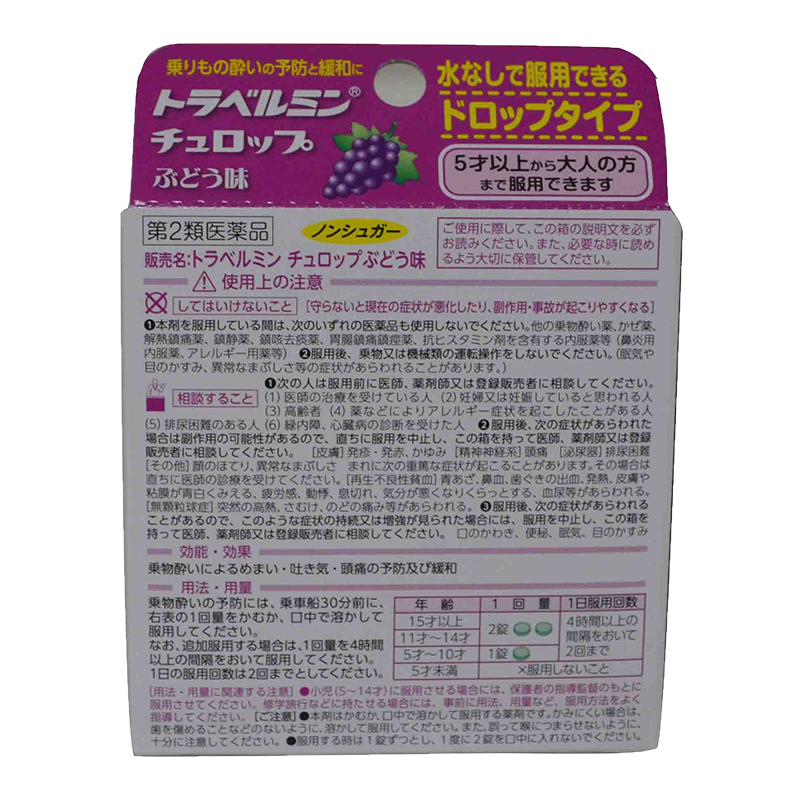 乗りもの酔いの予防と緩和に
トラベルミン®
チュロップ
ぶどう味
水なしで服用できる
ドロップタイプ
5才以上から大人の方
まで服用できます
第2類医薬品
ノンシュガー
販売名:トラベルミン チュロップぶどう味
ご使用に際して、この箱の説明文を必ず
お読みください。また、必要な時に読め
るよう大切に保管してください。
使用上の注意
してはいけないこと [守らないと現在の症状が悪化したり、副作用・事故が起こりやすくなる]
❶本剤を服用している間は、次のいずれの医薬品も使用しないでください。他の乗物酔い薬、かぜ薬、
解熱鎮痛薬、鎮静薬、鎮咳去痰薬、胃腸鎮痛鎮痙薬、抗ヒスタミン剤を含有する内服薬等(鼻炎用
内服薬、アレルギー用薬等) ❷服用後、乗物又は機械類の運転操作をしないでください。(眠気や
目のかすみ、異常なまぶしさ等の症状があらわれることがあります。)
相談すること
❶次の人は服用前に医師、薬剤師又は登録販売者に相談してください。
(1)医師の治療を受けている人 (2)妊婦又は妊娠していると思われる人
(3)高齢者 (4)薬などによりアレルギー症状を起こしたことがある人
(5)排尿困難のある人 (6)緑内障、心臓病の診断を受けた人 ❷服用後、次の症状があらわれた
場合は副作用の可能性があるので、直ちに服用を中止し、この箱を持って医師、薬剤師又は登録
販売者に相談してください。 [皮膚]発疹・発赤、かゆみ [精神神経系]頭痛 [泌尿器]排尿困難
[その他]顔のほてり、異常なまぶしさ まれに次の重篤な症状が起こることがあります。その場合は
直ちに医師の診療を受けてください。[再生不良性貧血]青あざ、鼻血、歯ぐきの出血、発熱、皮膚や
粘膜が青白くみえる、疲労感、動悸、息切れ、気分が悪くなりくらっとする、血尿等があらわれる。
[無顆粒球症]突然の高熱、さむけ、のどの痛み等があらわれる。❸服用後、次の症状があらわれる
ことがあるので、このような症状の持続又は増強が見られた場合には、服用を中止し、この箱を
持って医師、薬剤師又は登録販売者に相談してください。 口のかわき、便秘、眠気、目のかすみ
効能・効果
乗物酔いによるめまい・吐き気・頭痛の予防及び緩和
用法・用量
乗物酔いの予防には、乗車船30分前に、
右表の1回量をかむか、口中で溶かして
服用してください。
なお、追加服用する場合は、1回量を4時間
以上の間隔をおいて服用してください。
1日の服用回数は2回までとしてください。
年齢 1回量 1日服用回数
15才以上
11才〜14才
2錠
5才〜10才 1錠
4時間以上の
間隔をおいて
2回まで
5才未満 ×服用しないこと
[用法・用量に関連する注意] ●小児(5〜14才)に服用させる場合には、保護者の指導監督のもとに
服用させてください。修学旅行などに持たせる場合には、事前に用法、用量など、服用方法をよく
指導してください。[ご注意]●本剤はかむか、口中で溶かして服用する薬剤です。かみにくい場合は、
歯を傷めることなどのないように、溶かして服用してください。また、誤って喉につまらせないように、
十分に注意してください。●服用する時は1錠ずつとし、1度に2錠を口中に入れないでください。